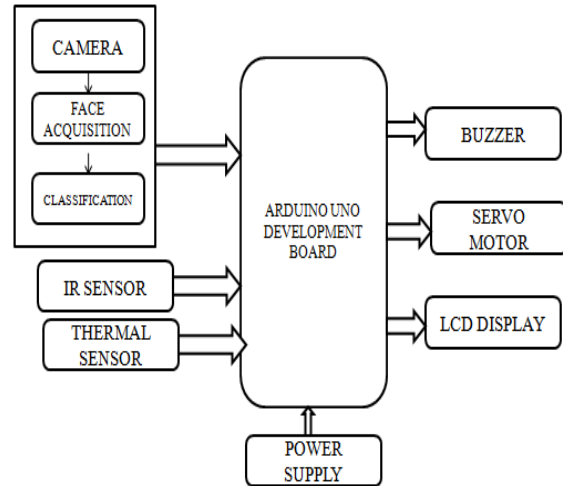 CAMERA
FACE
ACQUISITION
CLASSIFICATION
IR SENSOR
THERMAL
SENSOR
ARDUINO UNO
DEVELOPMENT
BOARD
POWER
SUPPLY
BUZZER
SERVO
MOTOR
LCD DISPLAY